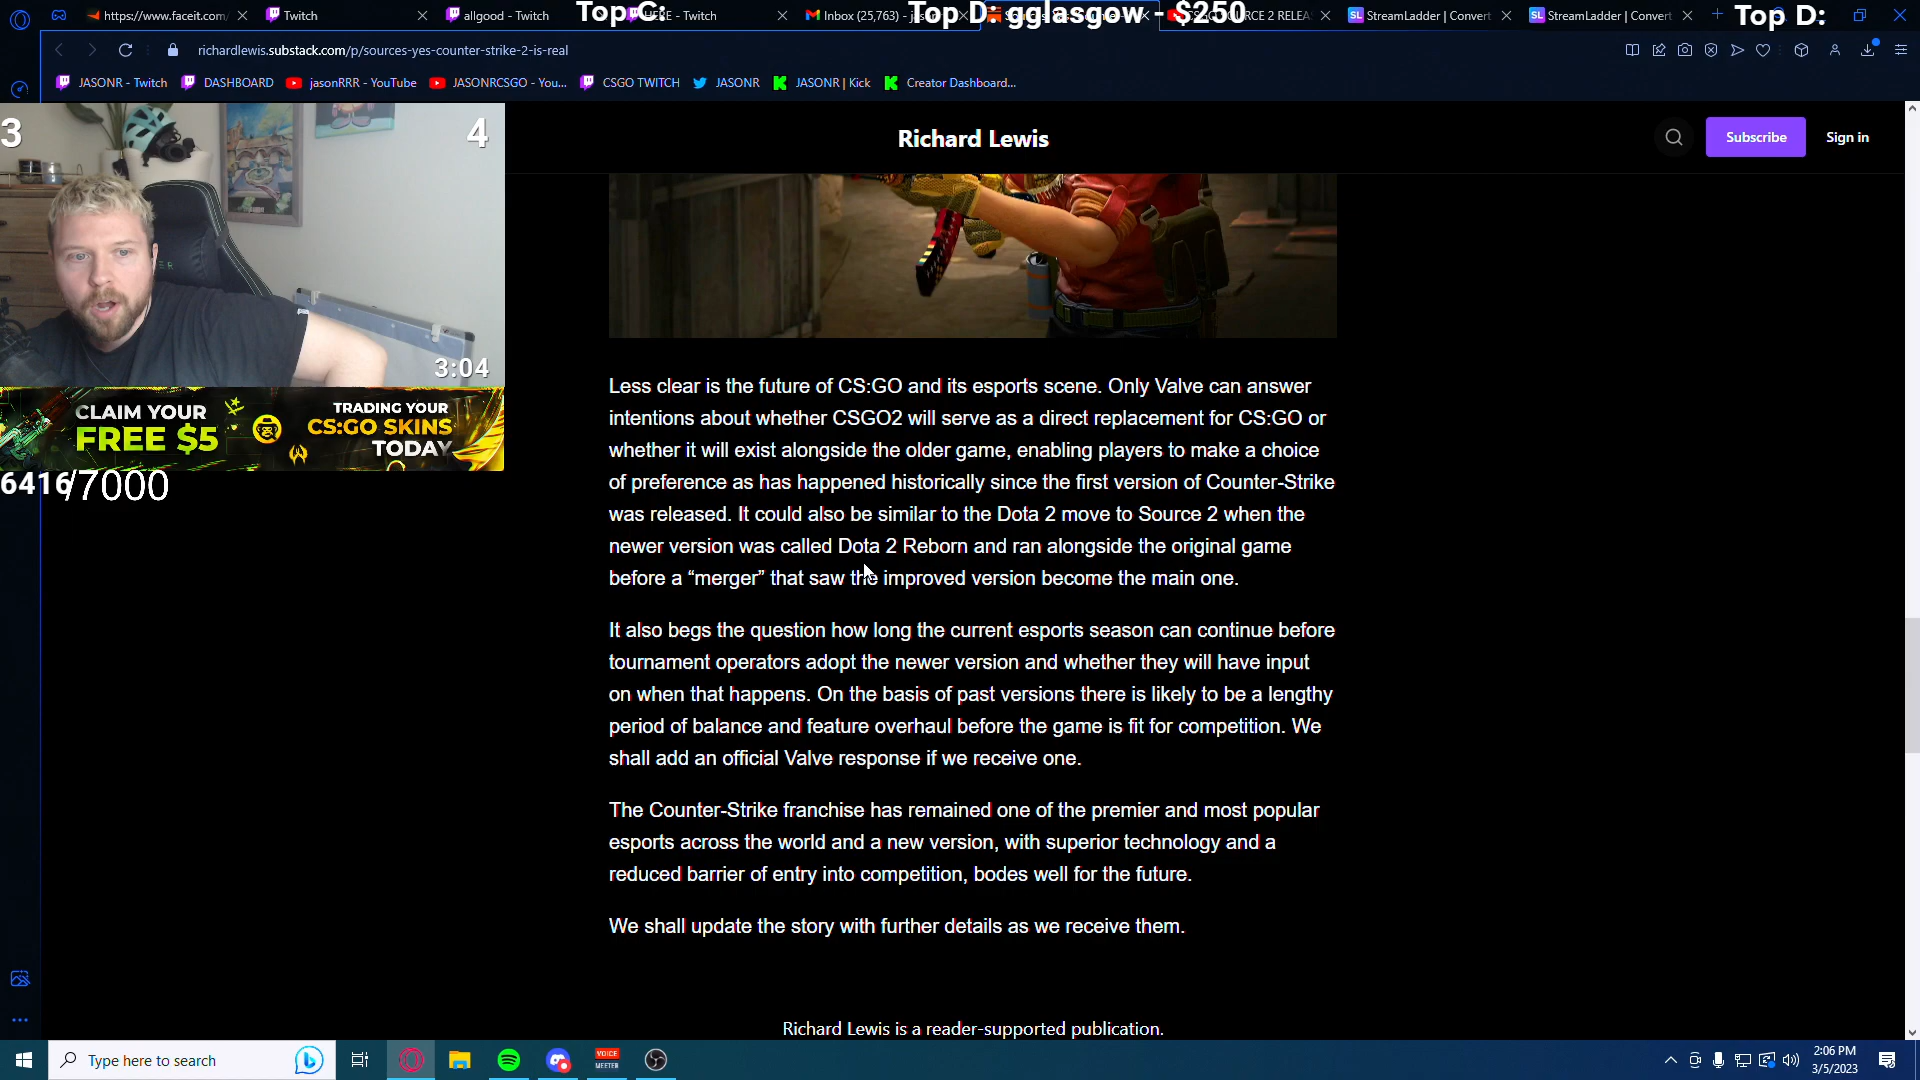 https://www.faceit.com/
Twitch
allgood - Twitch
Top C:
HERE - Twitch
Inbox (25,763) -
Top D: gglasgow - $250
StreamLadder | Convert
StreamLadder | Convert
Top D:
richardlewis.substack.com/p/sources-yes-counter-strike-2-is-real
JASONR - Twitch
DASHBOARD
jasonRRR - YouTube
JASONRCSGO - You...
CSGO TWITCH
JASONR
JASONR | Kick
Creator Dashboard...
3
4
3:04
CLAIM YOUR
FREE $5
TRADING YOUR
CS:GO SKINS
TODAY
6416/7000
Richard Lewis
Subscribe
Sign in
Less clear is the future of CS:GO and its esports scene. Only Valve can answer
intentions about whether CSGO2 will serve as a direct replacement for CS:GO or
whether it will exist alongside the older game, enabling players to make a choice
of preference as has happened historically since the first version of Counter-Strike
was released. It could also be similar to the Dota 2 move to Source 2 when the
newer version was called Dota 2 Reborn and ran alongside the original game
before a “merger” that saw the improved version become the main one.
It also begs the question how long the current esports season can continue before
tournament operators adopt the newer version and whether they will have input
on when that happens. On the basis of past versions there is likely to be a lengthy
period of balance and feature overhaul before the game is fit for competition. We
shall add an official Valve response if we receive one.
The Counter-Strike franchise has remained one of the premier and most popular
esports across the world and a new version, with superior technology and a
reduced barrier of entry into competition, bodes well for the future.
We shall update the story with further details as we receive them.
Richard Lewis is a reader-supported publication.
Type here to search
VOICE
MEETER
2:06 PM
3/5/2023